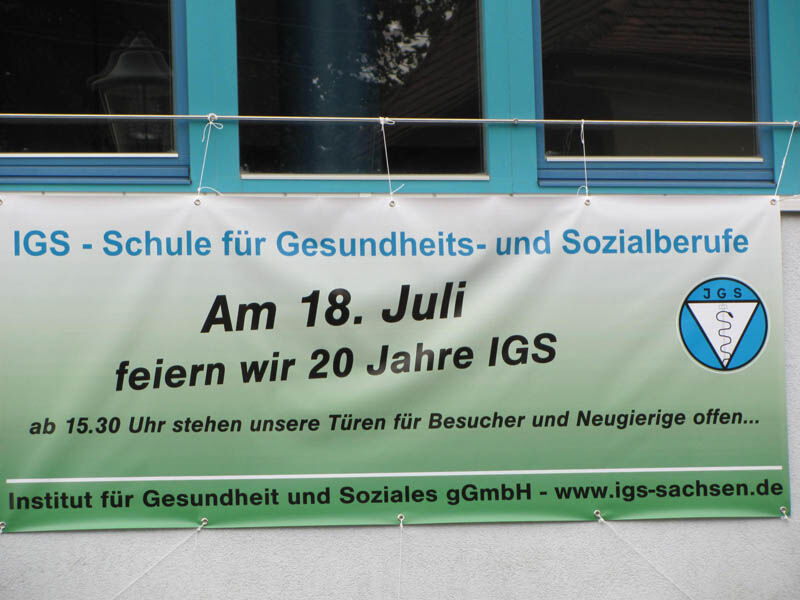 IGS - Schule für Gesundheits- und Sozialberufe
Am 18. Juli
feiern wir 20 Jahre IGS
JGS
ab 15.30 Uhr stehen unsere Türen für Besucher und Neugierige offen...
Institut für Gesundheit und Soziales gGmbH - www.igs-sachsen.de